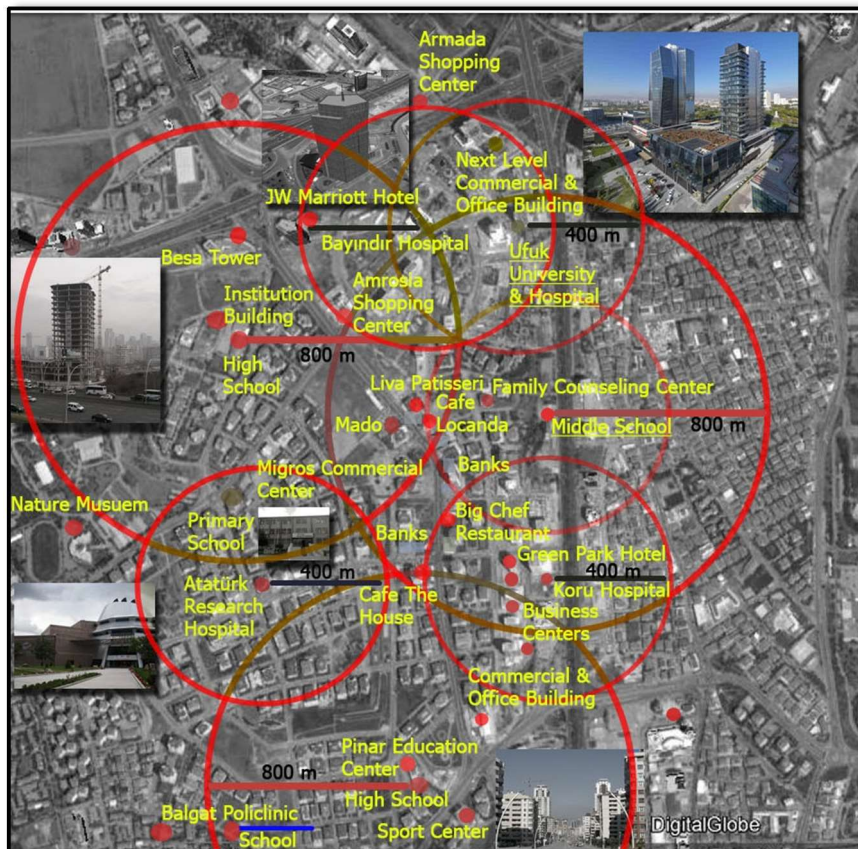 Armada
Shopping
Center
Next Level
Commercial &
Office Building
JW Marriott Hotel
400 m
Bayındır Hospital
Besa Tower
Ufuk
University
& Hospital
Institution
Building
Amrosia
Shopping
Center
800 m
High
School
Liva Patisseri
Family Counseling Center
Cafe
Locanda
Mado
Middle School
800 m
Migros Commercial
Center
Banks
Nature Musuem
Primary
School
Banks
Big Chef
Restaurant
Green Park Hotel
400 m
400 m
Atatürk
Research
Hospital
Cafe The
House
Koru Hospital
Business
Centers
Commercial &
Office Building
Pinar Education
Center
800 m
High School
Balgat Policlinic
School
Sport Center
DigitalGlobe